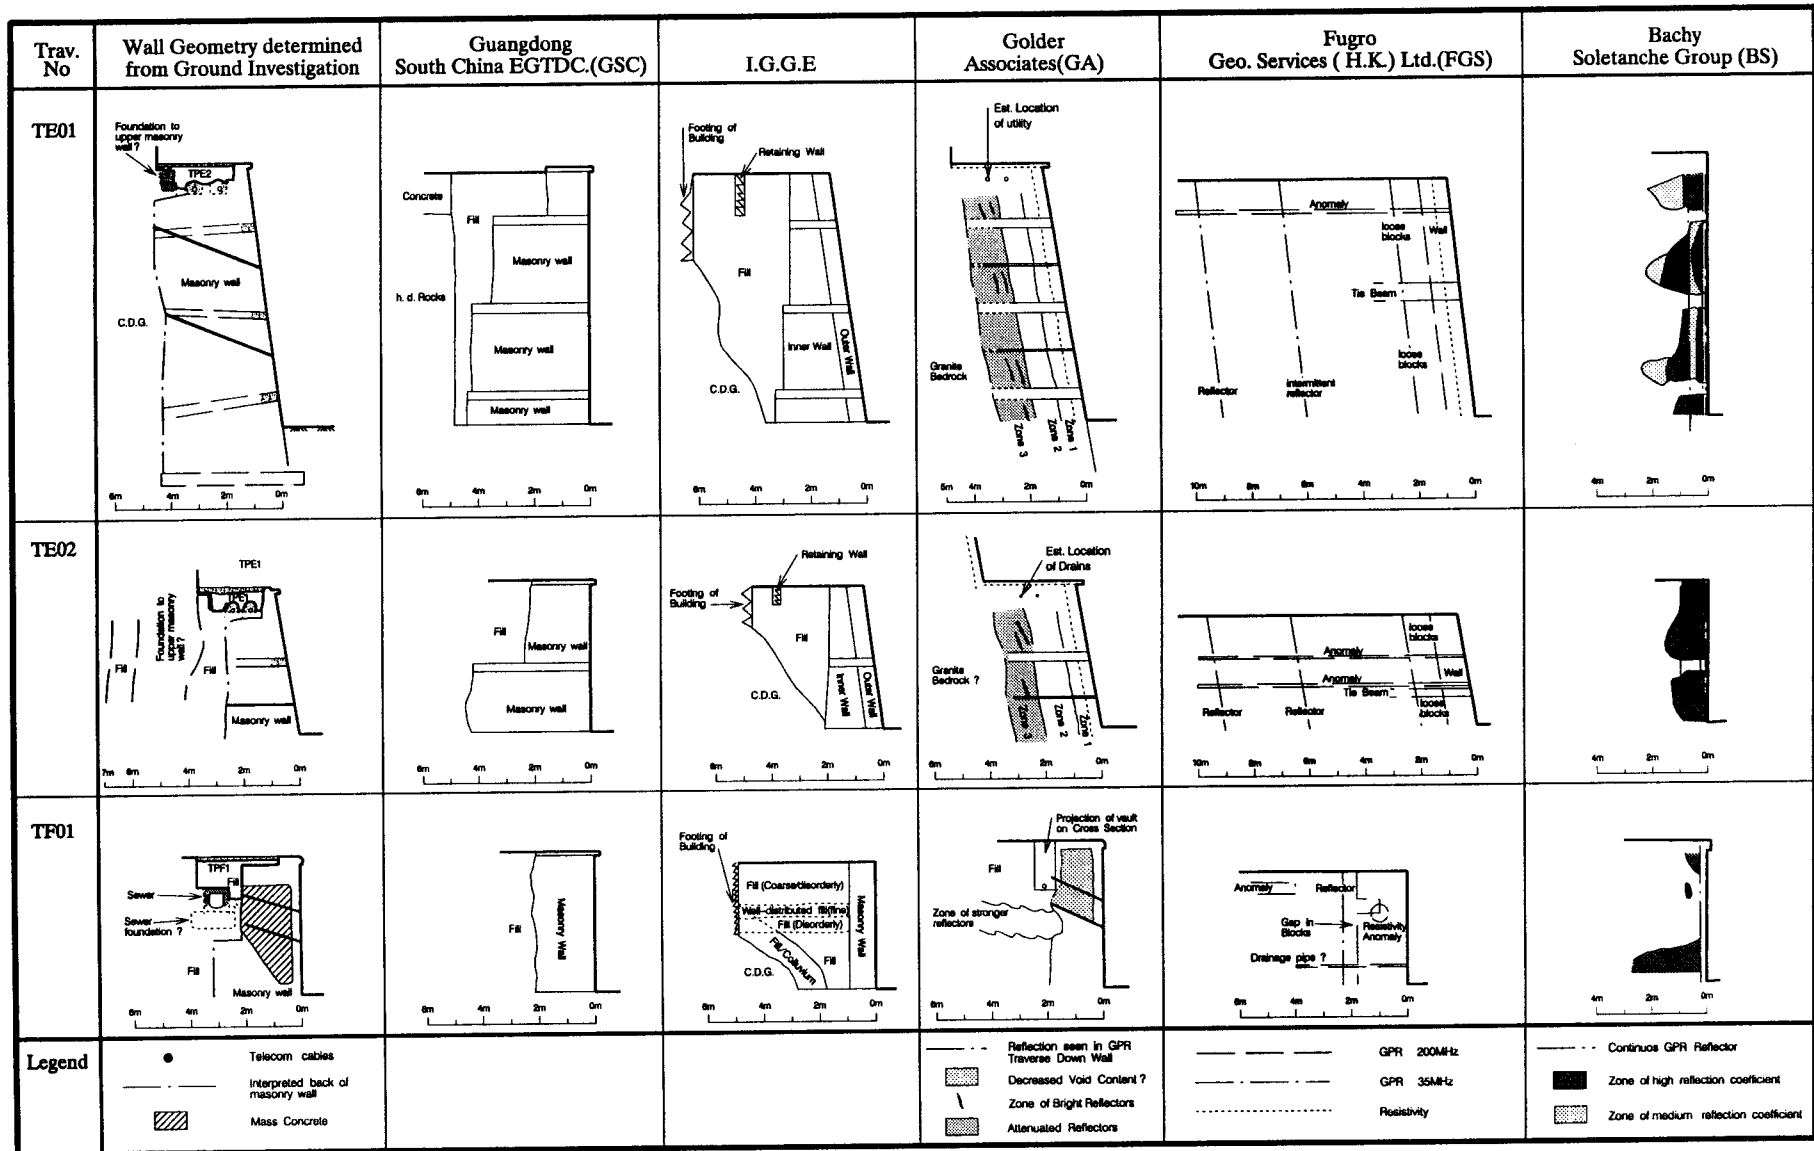 Trav. No
Wall Geometry determined from Ground Investigation
Guangdong South China EGTDC.(GSC)
I.G.G.E
Golder Associates(GA)
Fugro Geo. Services ( H.K.) Ltd.(FGS)
Bachy Soletanche Group (BS)
TE01
Foundation to
upper masonry
wall ?
TPE2
Masonry wall
C.D.G.
6m 4m 2m 0m
Concrete
Fill
Masonry wall
h. d. Rocks
Masonry wall
Masonry wall
6m 4m 2m 0m
Footing of
Building
Retaining Wall
Fill
Inner Wall
Outer Wall
C.D.G.
6m 4m 2m 0m
Est. Location
of utility
Granite
Bedrock
Zone 3
Zone 2
Zone 1
5m 4m 2m 0m
Anomaly
loose
blocks
Wall
Tie Beam
loose
blocks
Reflector
Intermittent
reflector
10m 8m 6m 4m 2m 0m
4m 2m 0m
TE02
TPE1
Foundation to
upper masonry
wall ?
Fill
Fill
Masonry wall
7m 6m 4m 2m 0m
Fill
Masonry wall
Masonry wall
6m 4m 2m 0m
Retaining Wall
Footing of
Building
Fill
C.D.G.
Inner Wall
Outer Wall
6m 4m 2m 0m
Est. Location
of Drains
Granite
Bedrock ?
Zone 3
Zone 2
Zone 1
6m 4m 2m 0m
loose
blocks
Anomaly
Wall
Anomaly
Tie Beam
Reflector
Reflector
loose
blocks
10m 8m 6m 4m 2m 0m
4m 2m 0m
TF01
TPF1
Fill
Sewer
Sewer
foundation ?
Fill
Masonry wall
6m 4m 2m 0m
Fill
Masonry Wall
6m 4m 2m 0m
Footing of
Building
Fill (Coarse/disorderly)
Well-distributed fill(fine)
Fill (Disorderly)
Fill/Colluvium
Fill
Masonry Wall
C.D.G.
6m 4m 2m 0m
Projection of vault
on Cross Section
Fill
Zone of stronger
reflectors
6m 4m 2m 0m
Anomaly
Reflector
Gap in
Blocks
Resistivity
Anomaly
Drainage pipe ?
6m 4m 2m 0m
4m 2m 0m
Legend
Telecom cables
Interpreted back of
masonry wall
Mass Concrete
Reflection seen in GPR
Traverse Down Wall
Decreased Void Content ?
Zone of Bright Reflectors
Attenuated Reflectors
GPR 200MHz
GPR 35MHz
Resistivity
Continuos GPR Reflector
Zone of high reflection coefficient
Zone of medium reflection coefficient